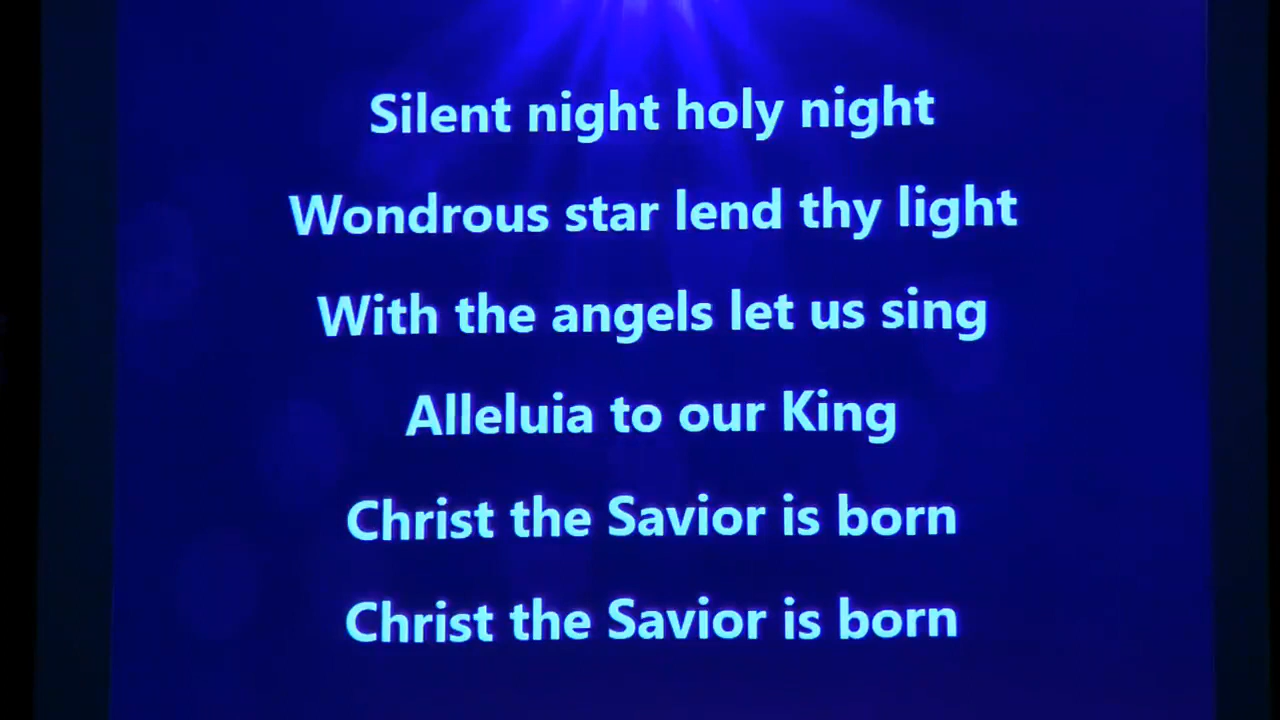 Silent night holy night
Wondrous star lend thy light
With the angels let us sing
Alleluia to our King
Christ the Savior is born
Christ the Savior is born